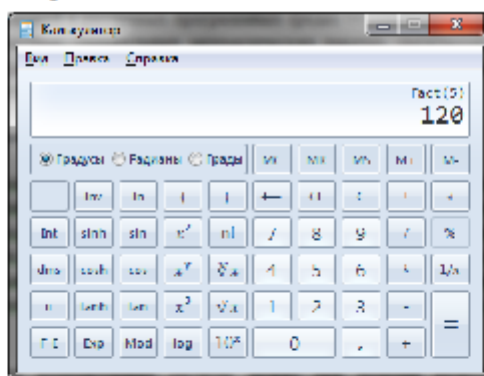 Калькулятор
Вид Правка Справка
Fact(5)
120
Градусы Радианы Грады MC MR MS M+ M-
Inv ln ( )
Int sinh sin x² n! 7 8 9 / %
dms cosh cos xʸ ʸ√x 4 5 6 * 1/x
π tanh tan x³ ³√x 1 2 3 - =
F-E Exp Mod log 10ˣ 0 , +